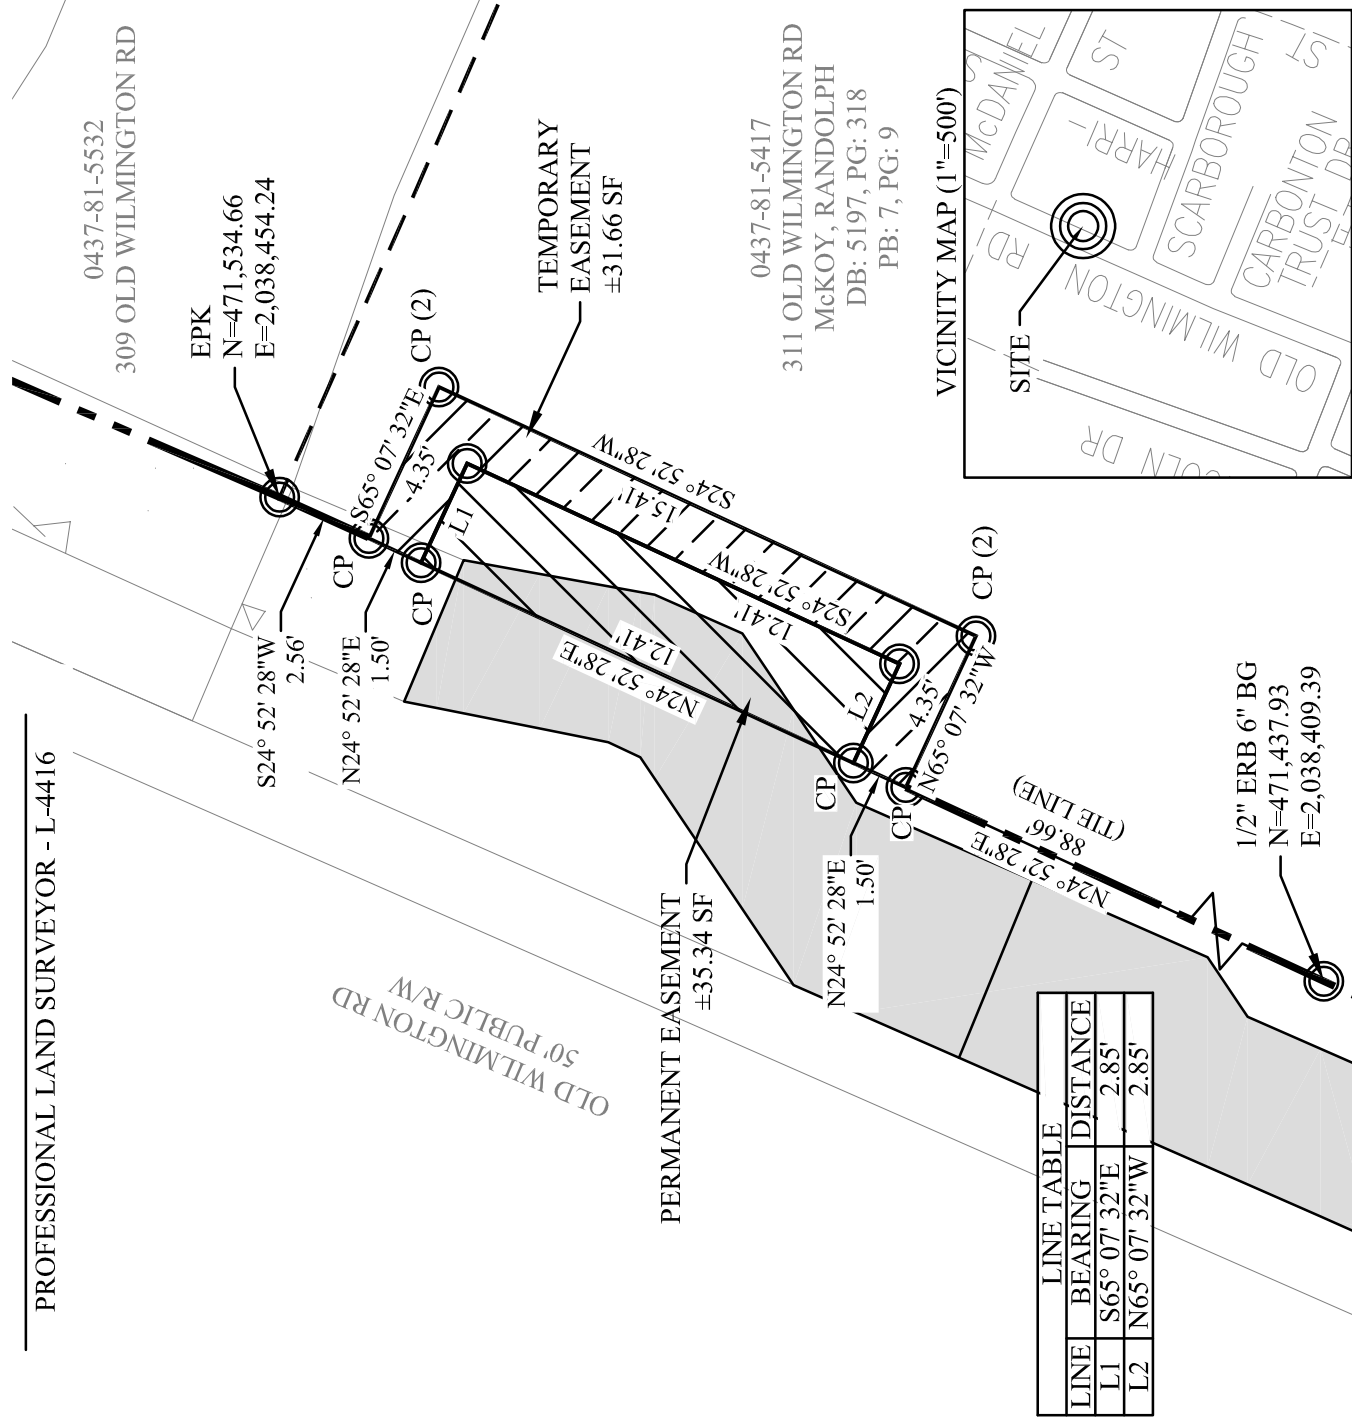 PROFESSIONAL LAND SURVEYOR - L-4416
0437-81-5532
309 OLD WILMINGTON RD
EPK
N=471,534.66
E=2,038,454.24
CP (2)
S65° 07' 32"E
4.35'
CP
CP
L1
S24° 52' 28"W
2.56'
N24° 52' 28"E
1.50'
TEMPORARY
EASEMENT
±31.66 SF
S24° 52' 28"W
15.41'
S24° 52' 28"W
12.41'
12.41'
N24° 52' 28"E
0437-81-5417
311 OLD WILMINGTON RD
McKOY, RANDOLPH
DB: 5197, PG: 318
PB: 7, PG: 9
PERMANENT EASEMENT
±35.34 SF
OLD WILMINGTON RD
50' PUBLIC R/W
L2
4.35'
N65° 07' 32"W
CP
CP
CP (2)
N24° 52' 28"E
1.50'
(TIE LINE)
88.66'
N24° 52' 28"E
1/2" ERB 6" BG
N=471,437.93
E=2,038,409.39
VICINITY MAP (1"=500')
SITE
McDANIEL
ST
HARRI-
SCARBOROUGH
ST
CARBONTON
TRUST DR
RD
OLD WILMINGTON
OLN DR
LINE TABLE
LINE BEARING DISTANCE
L1 S65° 07' 32"E 2.85'
L2 N65° 07' 32"W 2.85'